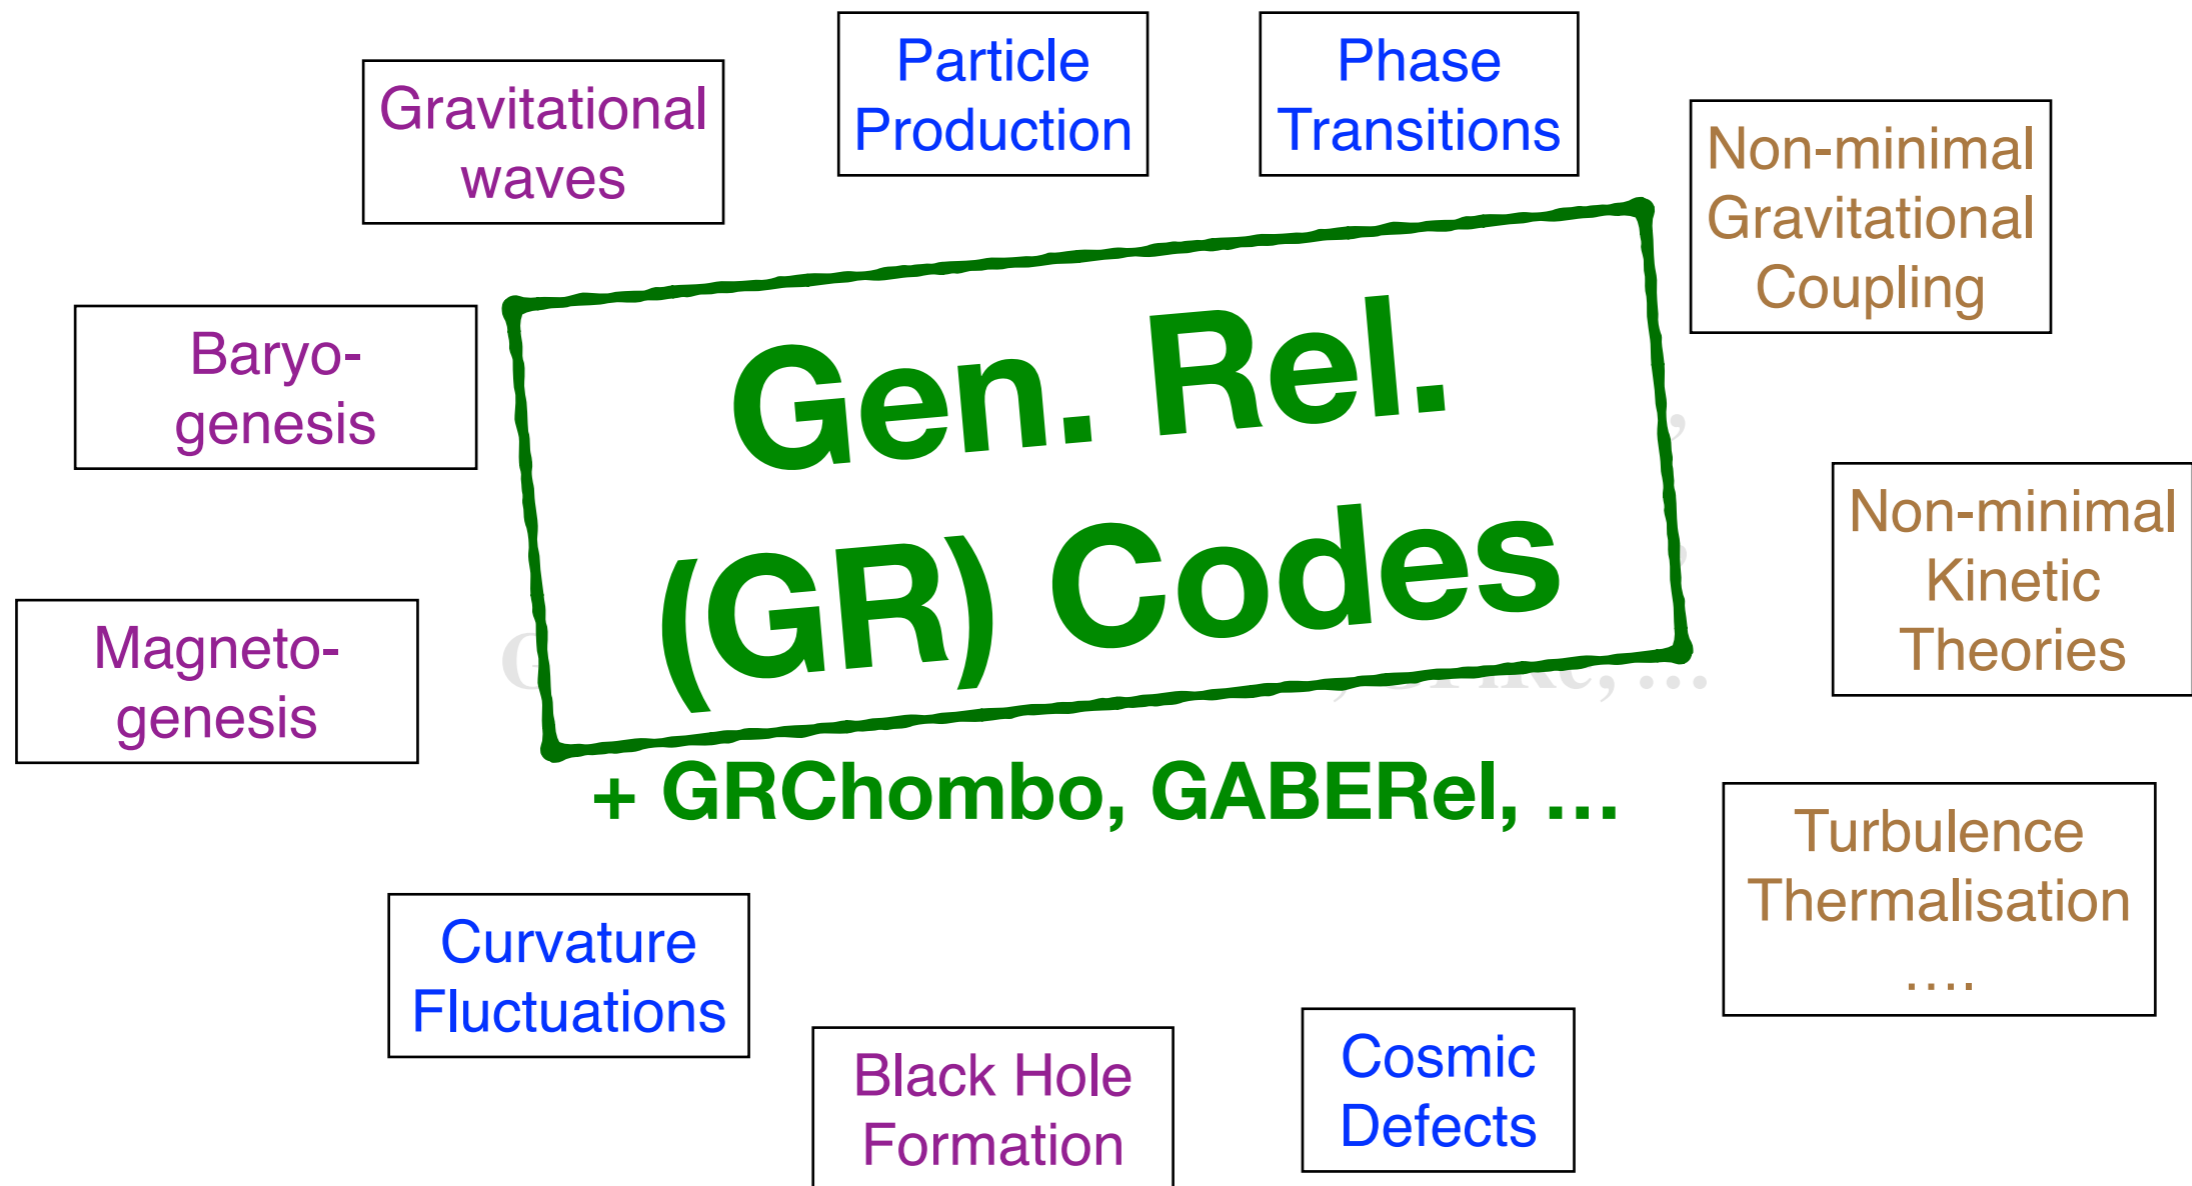 Particle
Production
Phase
Transitions
Gravitational
waves
Non-minimal
Gravitational
Coupling
Baryo-
genesis
Gen. Rel.
(GR) Codes
Non-minimal
Kinetic
Theories
Magneto-
genesis
+ GRChombo, GABERel, ...
Turbulence
Thermalisation
....
Curvature
Fluctuations
Black Hole
Formation
Cosmic
Defects